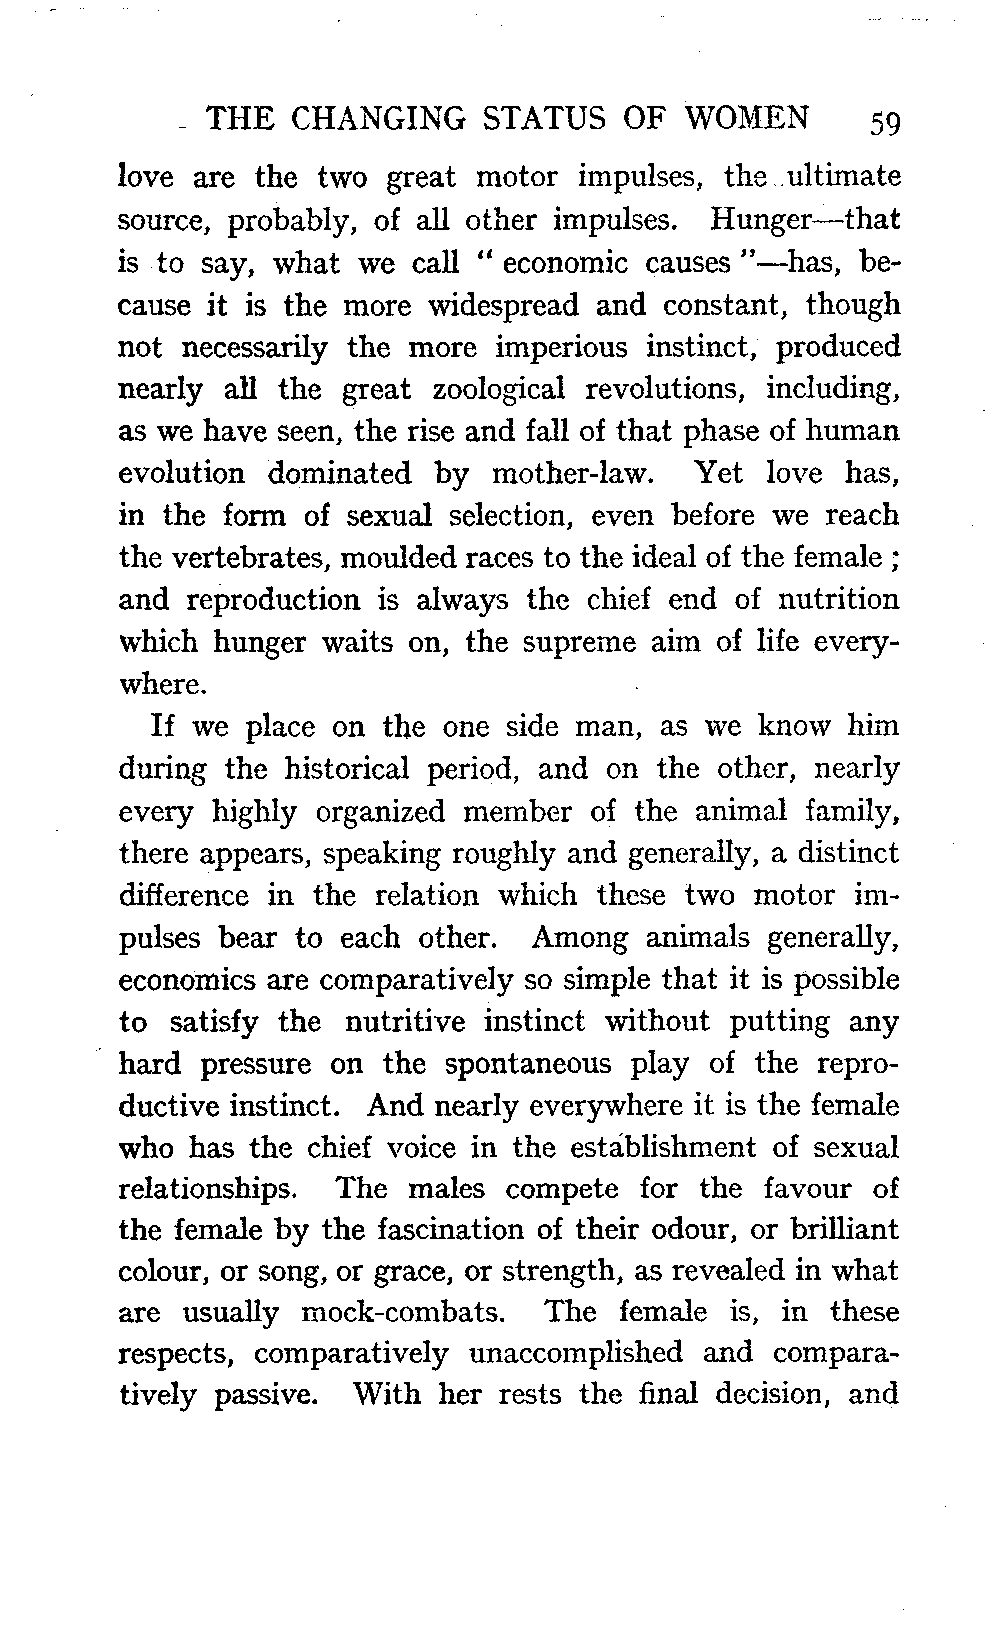 THE CHANGING STATUS OF WOMEN 59
love are the two great motor impulses, the ultimate
source, probably, of all other impulses. Hunger—that
is to say, what we call “ economic causes ”—has, be-
cause it is the more widespread and constant, though
not necessarily the more imperious instinct, produced
nearly all the great zoological revolutions, including,
as we have seen, the rise and fall of that phase of human
evolution dominated by mother-law. Yet love has,
in the form of sexual selection, even before we reach
the vertebrates, moulded races to the ideal of the female ;
and reproduction is always the chief end of nutrition
which hunger waits on, the supreme aim of life every-
where.
If we place on the one side man, as we know him
during the historical period, and on the other, nearly
every highly organized member of the animal family,
there appears, speaking roughly and generally, a distinct
difference in the relation which these two motor im-
pulses bear to each other. Among animals generally,
economics are comparatively so simple that it is possible
to satisfy the nutritive instinct without putting any
hard pressure on the spontaneous play of the repro-
ductive instinct. And nearly everywhere it is the female
who has the chief voice in the establishment of sexual
relationships. The males compete for the favour of
the female by the fascination of their odour, or brilliant
colour, or song, or grace, or strength, as revealed in what
are usually mock-combats. The female is, in these
respects, comparatively unaccomplished and compara-
tively passive. With her rests the final decision, and